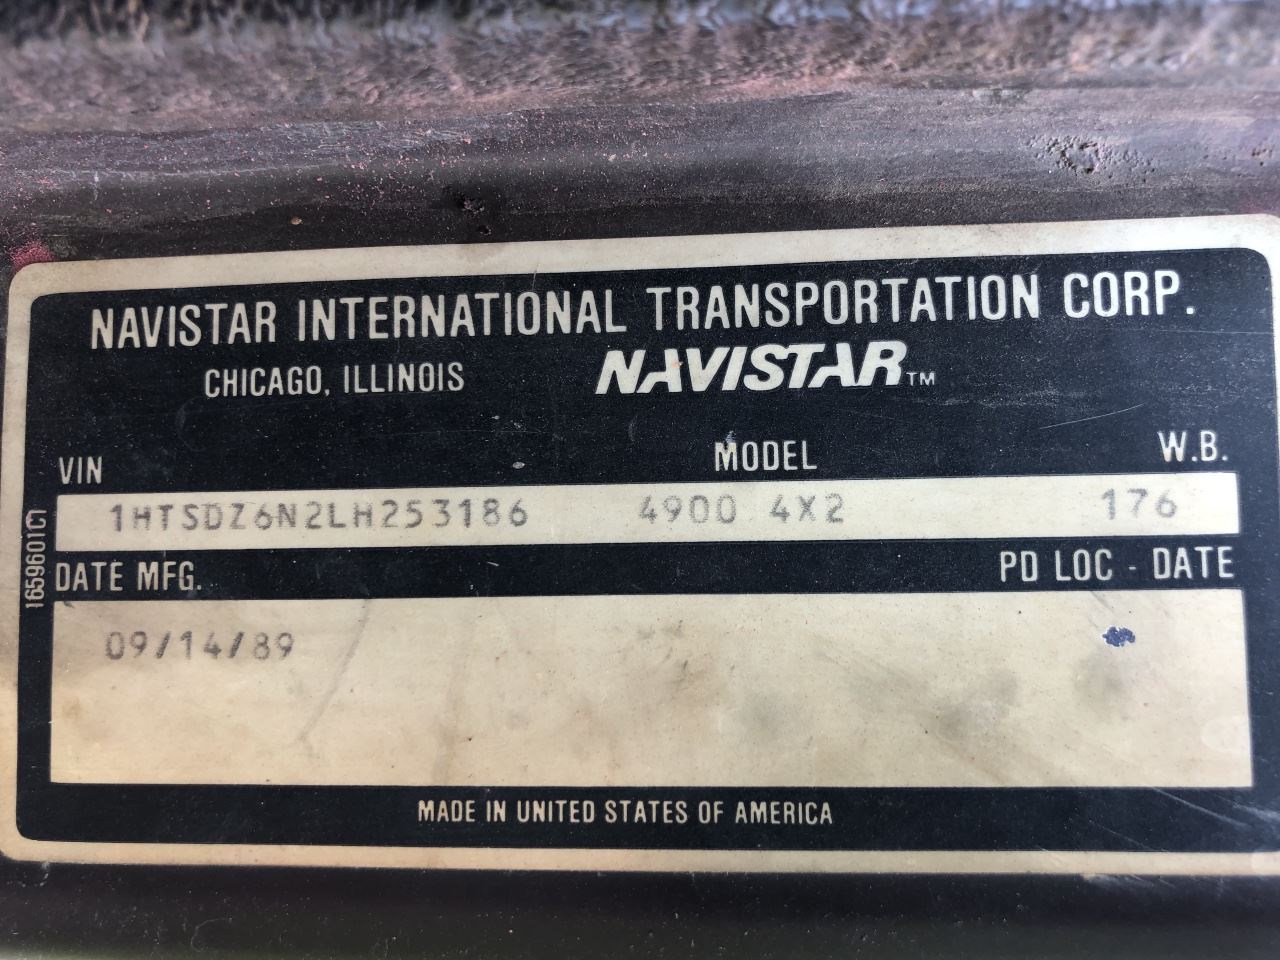 NAVISTAR INTERNATIONAL TRANSPORTATION CORP.
CHICAGO, ILLINOIS NAVISTAR™
VIN MODEL W.B.
1HTSDZ6N2LH253186 4900 4X2 176
DATE MFG. PD LOC - DATE
09/14/89
MADE IN UNITED STATES OF AMERICA
1659601C1